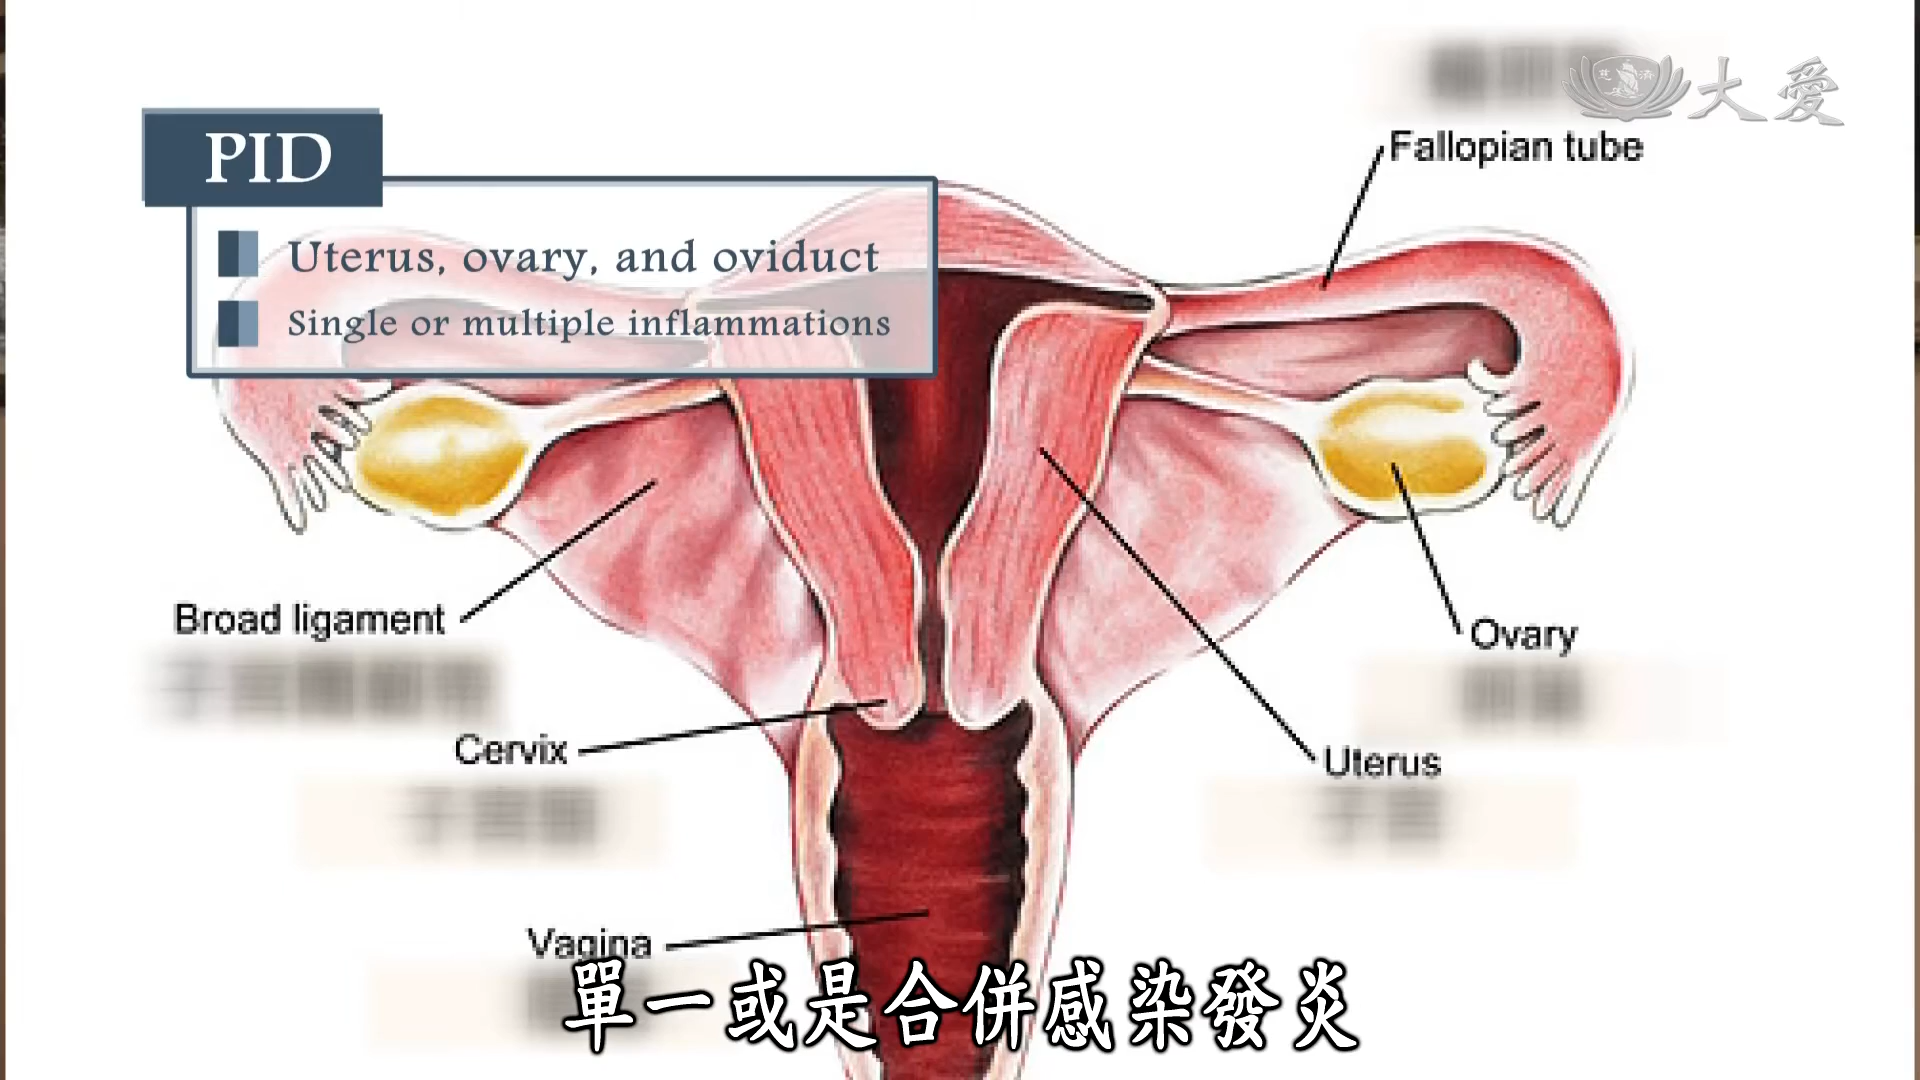 大愛
Fallopian tube
PID
Uterus, ovary, and oviduct
Single or multiple inflammations
Broad ligament
Ovary
Cervix
Uterus
Vagina
單一或是合併感染發炎